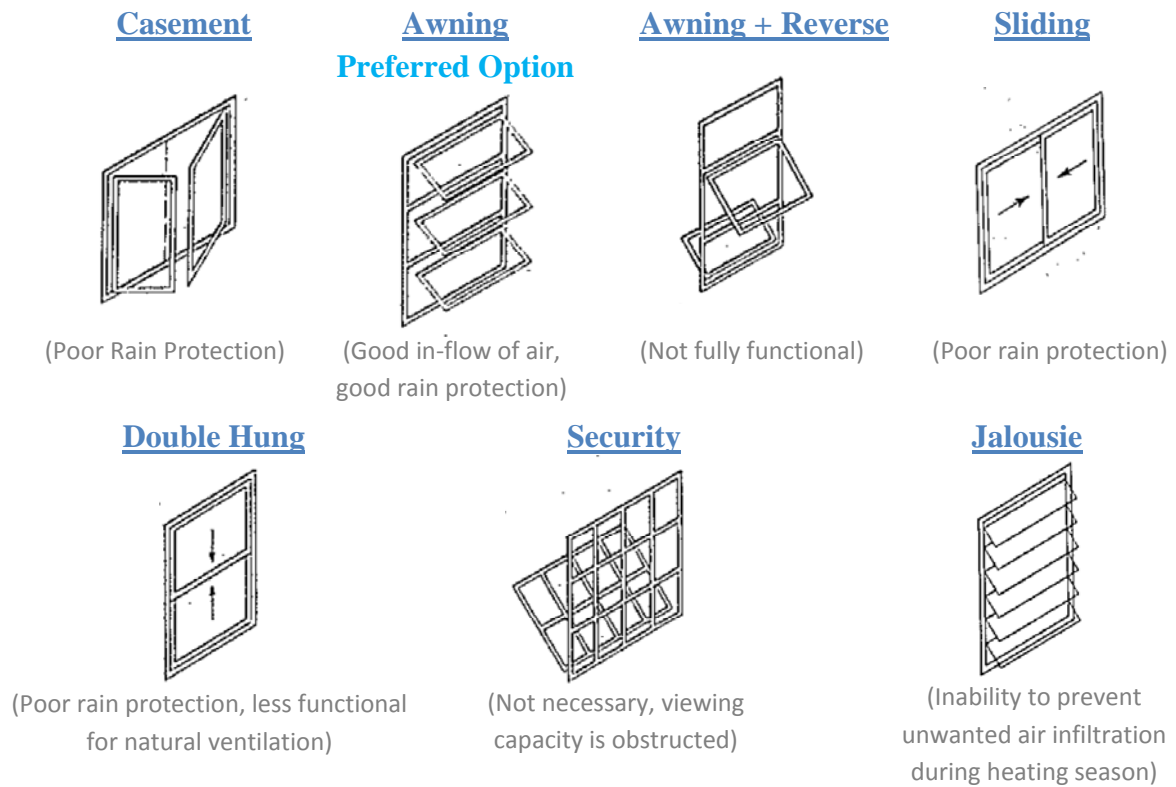 Casement
Awning
Awning + Reverse
Sliding
Preferred Option
(Poor Rain Protection)
(Good in-flow of air,
good rain protection)
(Not fully functional)
(Poor rain protection)
Double Hung
Security
Jalousie
(Poor rain protection, less functional
for natural ventilation)
(Not necessary, viewing
capacity is obstructed)
(Inability to prevent
unwanted air infiltration
during heating season)